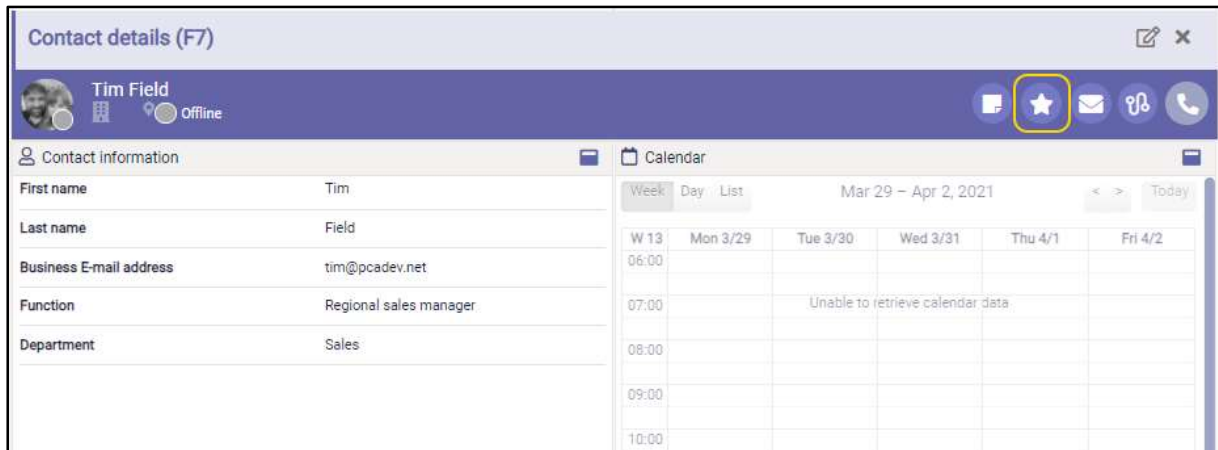 Contact details (F7)
Tim Field
Offline
Contact information
First name Tim
Last name Field
Business E-mail address tim@pcadev.net
Function Regional sales manager
Department Sales
Calendar
Week Day List Mar 29 – Apr 2, 2021 < > Today
W 13 Mon 3/29 Tue 3/30 Wed 3/31 Thu 4/1 Fri 4/2
06:00
07:00 Unable to retrieve calendar data
08:00
09:00
10:00